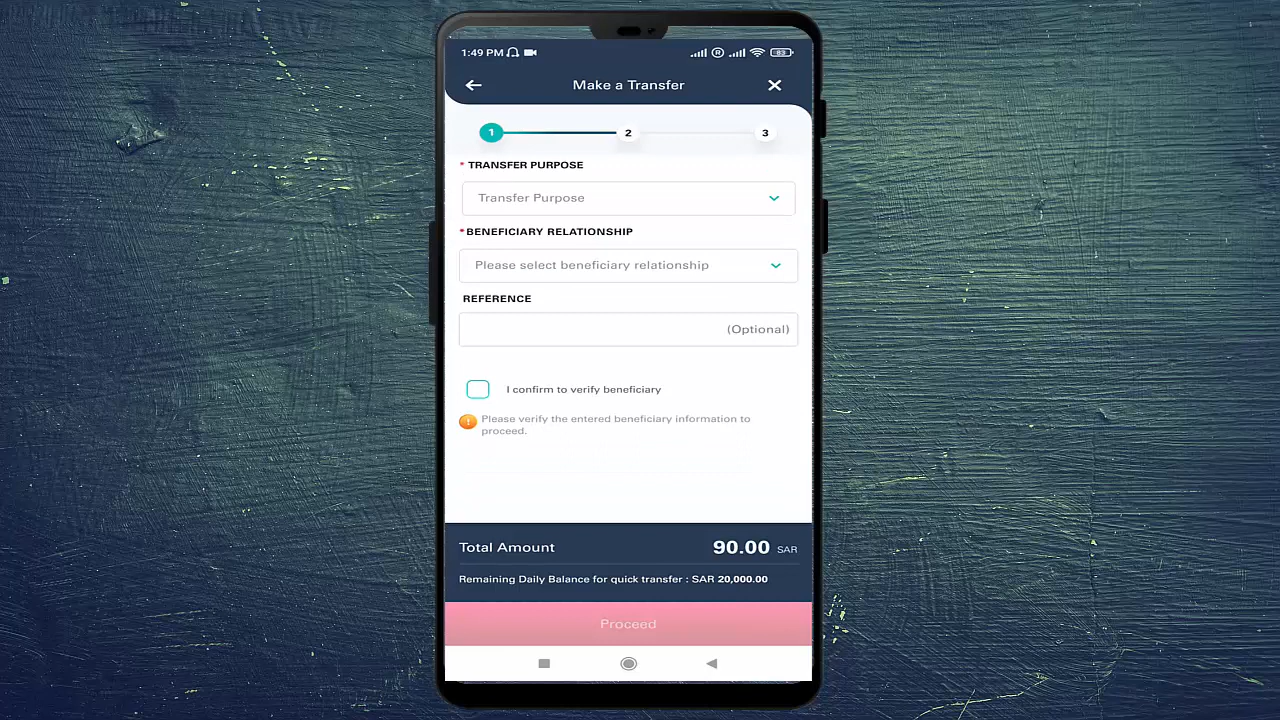 1:49 PM
83
Make a Transfer
1 2 3
* TRANSFER PURPOSE
Transfer Purpose
*BENEFICIARY RELATIONSHIP
Please select beneficiary relationship
REFERENCE
(Optional)
I confirm to verify beneficiary
! Please verify the entered beneficiary information to
proceed.
Total Amount 90.00 SAR
Remaining Daily Balance for quick transfer : SAR 20,000.00
Proceed